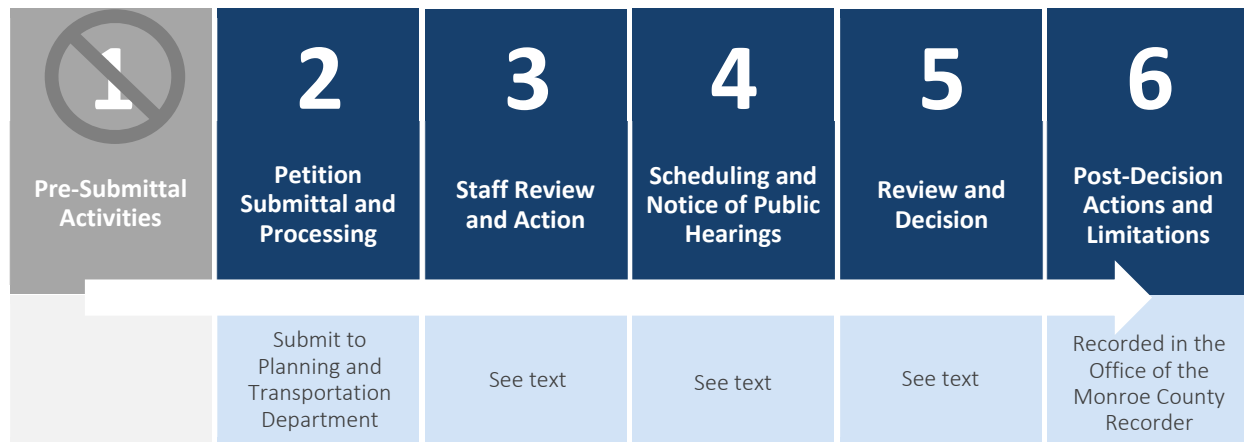 1
Pre-Submittal
Activities
2
Petition
Submittal and
Processing
3
Staff Review
and Action
4
Scheduling and
Notice of Public
Hearings
5
Review and
Decision
6
Post-Decision
Actions and
Limitations
Submit to
Planning and
Transportation
Department
See text
See text
See text
Recorded in the
Office of the
Monroe County
Recorder